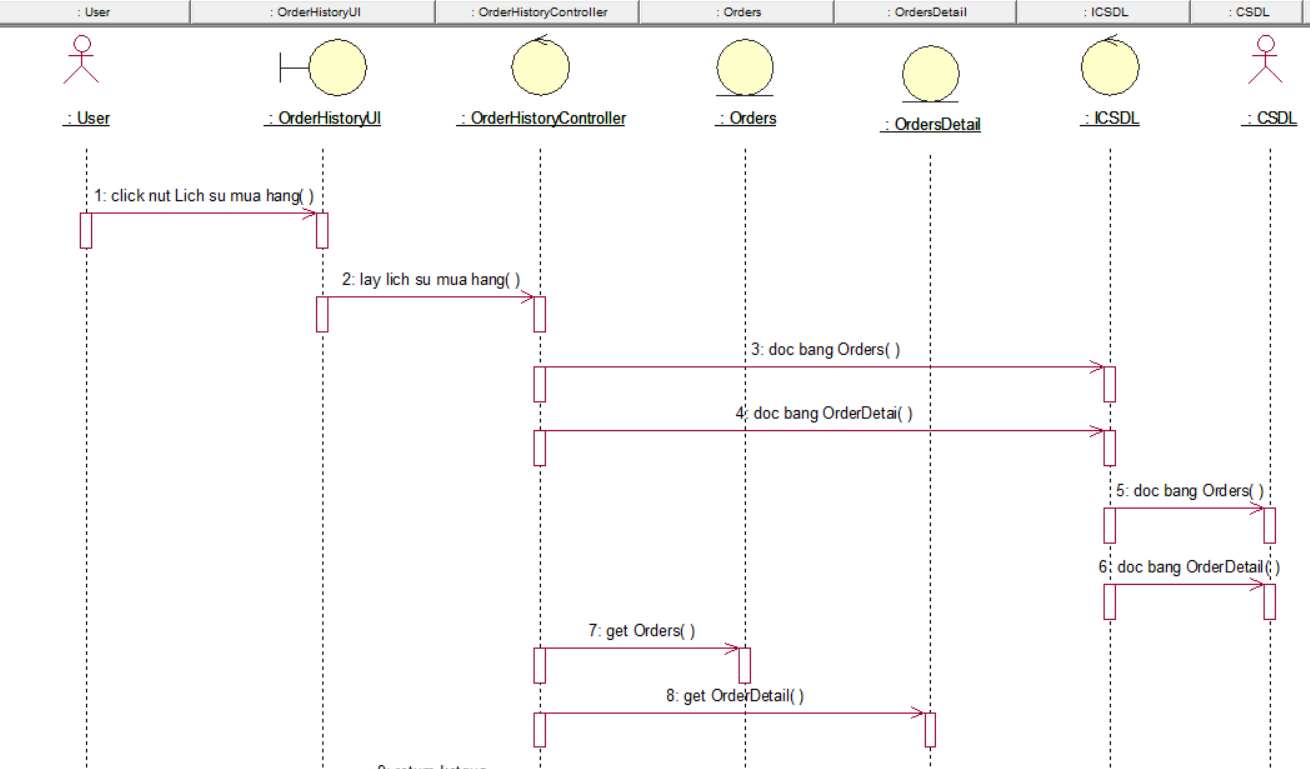 : User
: OrderHistoryUI
: OrderHistoryController
: Orders
: OrdersDetail
: ICSDL
: CSDL
: User
: OrderHistoryUI
: OrderHistoryController
: Orders
: OrdersDetail
: ICSDL
: CSDL
1: click nut Lich su mua hang( )
2: lay lich su mua hang( )
3: doc bang Orders( )
4: doc bang OrderDetai( )
5: doc bang Orders( )
6: doc bang OrderDetail( )
7: get Orders( )
8: get OrderDetail( )